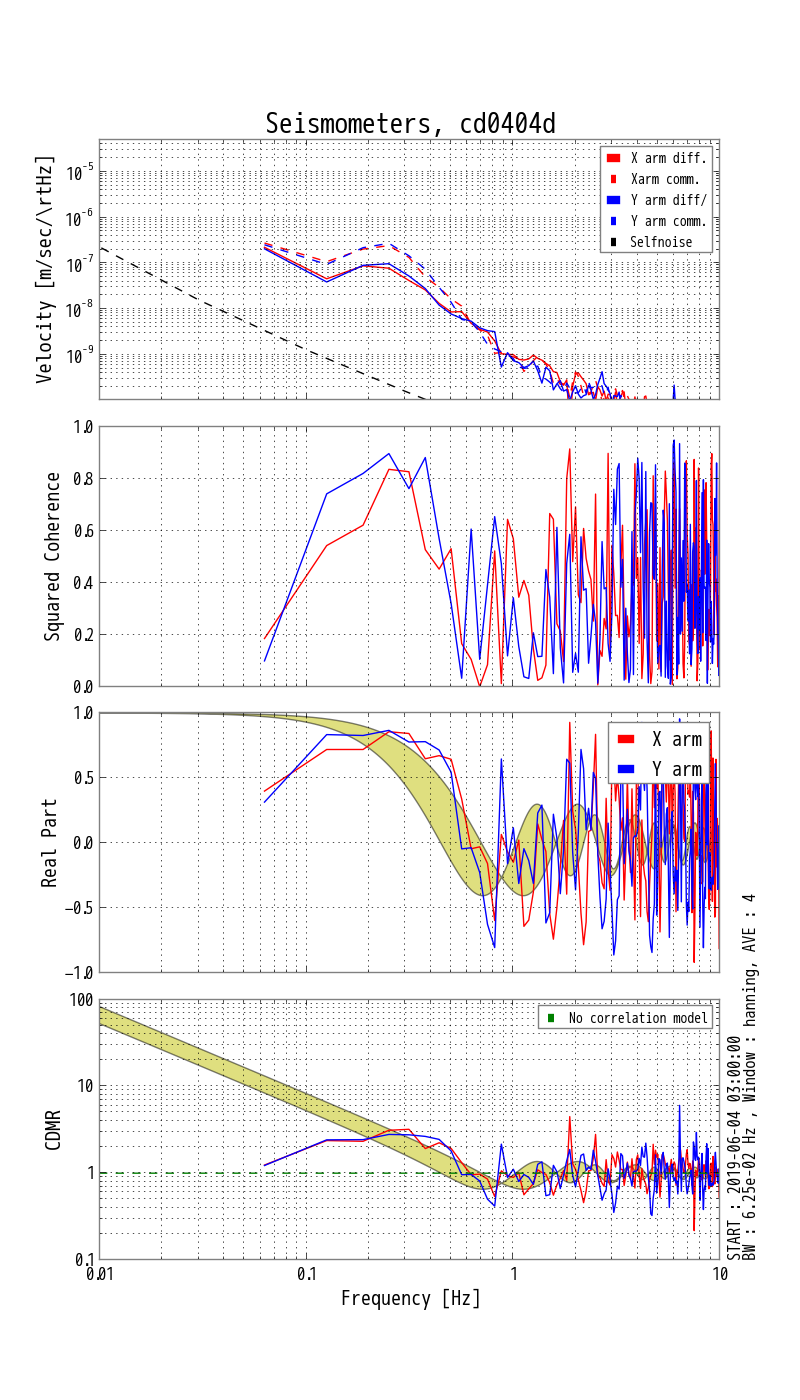 Seismometers, cd0404d
Velocity [m/sec/\rtHz]
10^-5
10^-6
10^-7
10^-8
10^-9
X arm diff.
Xarm comm.
Y arm diff/
Y arm comm.
Selfnoise
Squared Coherence
1.0
0.8
0.6
0.4
0.2
0.0
Real Part
1.0
0.5
0.0
−0.5
−1.0
X arm
Y arm
CDMR
100
10
1
0.1
No correlation model
0.01
0.1
1
10
Frequency [Hz]
START : 2019-06-04 03:00:00
BW : 6.25e-02 Hz , Window : hanning, AVE : 4